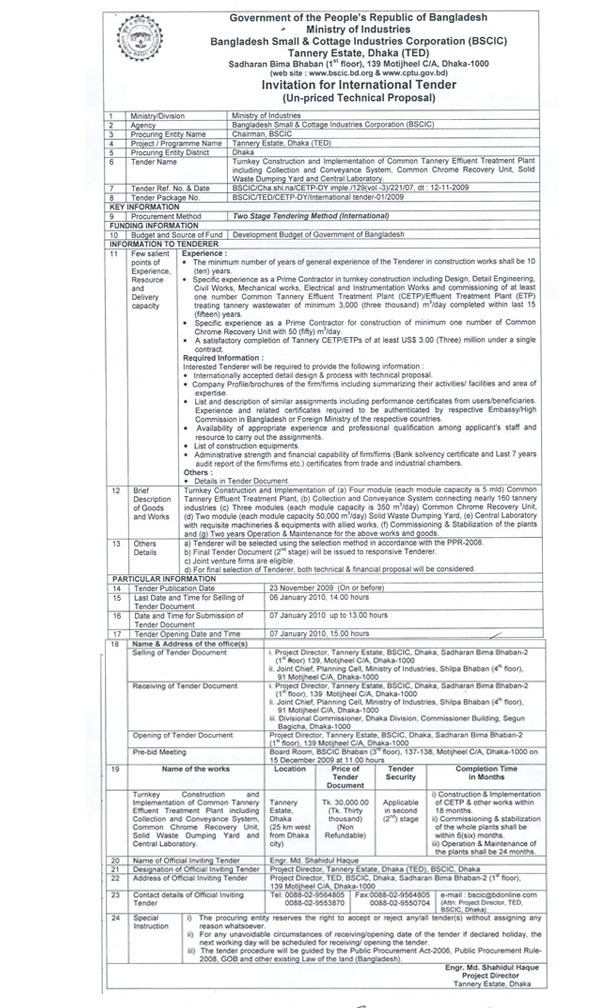 Government of the People's Republic of Bangladesh
Ministry of Industries
Bangladesh Small & Cottage Industries Corporation (BSCIC)
Tannery Estate, Dhaka (TED)
Sadharan Bima Bhaban (1st floor), 139 Motijheel C/A, Dhaka-1000
(web site : www.bscic.bd.org & www.cptu.gov.bd)
Invitation for International Tender
(Un-priced Technical Proposal)
1 Ministry/Division Ministry of Industries
2 Agency Bangladesh Small & Cottage Industries Corporation (BSCIC)
3 Procuring Entity Name Chairman, BSCIC
4 Project / Programme Name Tannery Estate, Dhaka (TED)
5 Procuring Entity District Dhaka
6 Tender Name Turnkey Construction and Implementation of Common Tannery Effluent Treatment Plant
including Collection and Conveyance System, Common Chrome Recovery Unit, Solid
Waste Dumping Yard and Central Laboratory.
7 Tender Ref. No. & Date BSCIC/Cha.shi.na/CETP-DY imple./129(vol.-3)/221/07, dt : 12-11-2009
8 Tender Package No. BSCIC/TED/CETP-DY/International tender-01/2009
KEY INFORMATION
9 Procurement Method Two Stage Tendering Method (International)
FUNDING INFORMATION
10 Budget and Source of Fund Development Budget of Government of Bangladesh
INFORMATION TO TENDERER
11 Few salient points of Experience, Resource and Delivery capacity
Experience :
• The minimum number of years of general experience of the Tenderer in construction works shall be 10
(ten) years.
• Specific experience as a Prime Contractor in turnkey construction including Design, Detail Engineering,
Civil Works, Mechanical works, Electrical and Instrumentation Works and commissioning of at least
one number Common Tannery Effluent Treatment Plant (CETP)/Effluent Treatment Plant (ETP)
treating tannery wastewater of minimum 3,000 (three thousand) m³/day completed within last 15
(fifteen) years.
• Specific experience as a Prime Contractor for construction of minimum one number of Common
Chrome Recovery Unit with 50 (fifty) m³/day.
• A satisfactory completion of Tannery CETP/ETPs of at least US$ 3.00 (Three) million under a single
contract.
Required Information :
Interested Tenderer will be required to provide the following information :
• Internationally accepted detail design & process with technical proposal.
• Company Profile/brochures of the firm/firms including summarizing their activities/ facilities and area of
expertise.
• List and description of similar assignments including performance certificates from users/beneficiaries.
Experience and related certificates required to be authenticated by respective Embassy/High
Commission in Bangladesh or Foreign Ministry of the respective countries.
• Availability of appropriate experience and professional qualification among applicant's staff and
resource to carry out the assignments.
• List of construction equipments.
• Administrative strength and financial capability of firm/firms (Bank solvency certificate and Last 7 years
audit report of the firm/firms etc.) certificates from trade and industrial chambers.
Others :
• Details in Tender Document.
12 Brief Description of Goods and Works
Turnkey Construction and Implementation of (a) Four module (each module capacity is 5 mld) Common
Tannery Effluent Treatment Plant, (b) Collection and Conveyance System connecting nearly 160 tannery
industries (c) Three modules (each module capacity is 350 m³/day) Common Chrome Recovery Unit,
(d) Two module (each module capacity 50,000 m³/day) Solid Waste Dumping Yard, (e) Central Laboratory
with requisite machineries & equipments with allied works, (f) Commissioning & Stabilization of the plants
and (g) Two years Operation & Maintenance for the above works and goods.
13 Others Details
a) Tenderer will be selected using the selection method in accordance with the PPR-2008.
b) Final Tender Document (2nd stage) will be issued to responsive Tenderer.
c) Joint venture firms are eligible.
d) For final selection of Tenderer, both technical & financial proposal will be considered.
PARTICULAR INFORMATION
14 Tender Publication Date 23 November 2009 (On or before)
15 Last Date and Time for Selling of Tender Document 06 January 2010, 14.00 hours
16 Date and Time for Submission of Tender Document 07 January 2010 up to 13.00 hours
17 Tender Opening Date and Time 07 January 2010, 15.00 hours
18 Name & Address of the office(s)
Selling of Tender Document
i. Project Director, Tannery Estate, BSCIC, Dhaka, Sadharan Bima Bhaban-2
(1st floor) 139, Motijheel C/A, Dhaka-1000
ii. Joint Chief, Planning Cell, Ministry of Industries, Shilpa Bhaban (4th floor),
91 Motijheel C/A, Dhaka-1000
Receiving of Tender Document
i. Project Director, Tannery Estate, BSCIC, Dhaka, Sadharan Bima Bhaban-2
(1st floor), 139 Motijheel C/A, Dhaka-1000
ii. Joint Chief, Planning Cell, Ministry of Industries, Shilpa Bhaban (4th floor),
91 Motijheel C/A, Dhaka-1000
iii. Divisional Commissioner, Dhaka Division, Commissioner Building, Segun
Bagicha, Dhaka-1000
Opening of Tender Document
Project Director, Tannery Estate, BSCIC, Dhaka, Sadharan Bima Bhaban-2
(1st floor), 139 Motijheel C/A, Dhaka-1000
Pre-bid Meeting
Board Room, BSCIC Bhaban (3rd floor), 137-138, Motijheel C/A, Dhaka-1000 on
15 December 2009 at 11.00 hours
19 Name of the works Location Price of Tender Document Tender Security Completion Time in Months
Turnkey Construction and
Implementation of Common Tannery
Effluent Treatment Plant including
Collection and Conveyance System,
Common Chrome Recovery Unit,
Solid Waste Dumping Yard and
Central Laboratory.
Tannery
Estate,
Dhaka
(25 km west
from Dhaka
city)
Tk. 30,000.00
(Tk. Thirty
thousand)
(Non
Refundable)
Applicable
in second
(2nd) stage
i) Construction & Implementation
of CETP & other works within
18 months.
ii) Commissioning & stabilization
of the whole plants shall be
within 6(six) months.
iii) Operation & Maintenance of
the plants shall be 24 months.
20 Name of Official Inviting Tender Engr. Md. Shahidul Haque
21 Designation of Official Inviting Tender Project Director, Tannery Estate, Dhaka (TED), BSCIC, Dhaka
22 Address of Official Inviting Tender Project Director, TED, BSCIC, Dhaka, Sadharan Bima Bhaban-2 (1st floor),
139 Motijheel C/A, Dhaka-1000
23 Contact details of Official Inviting Tender
Tel: 0088-02-9564805
0088-02-9553870
Fax:0088-02-9564805
0088-02-9550704
e-mail : bscic@bdonline.com
(Attn: Project Director, TED,
BSCIC, Dhaka)
24 Special Instruction
i) The procuring entity reserves the right to accept or reject any/all tender(s) without assigning any
reason whatsoever.
ii) For any unavoidable circumstances of receiving/opening date of the tender if declared holiday, the
next working day will be scheduled for receiving/ opening the tender.
iii) The tender procedure will be guided by the Public Procurement Act-2006, Public Procurement Rule-
2008, GOB and other existing Law of the land (Bangladesh).
Engr. Md. Shahidul Haque
Project Director
Tannery Estate, Dhaka